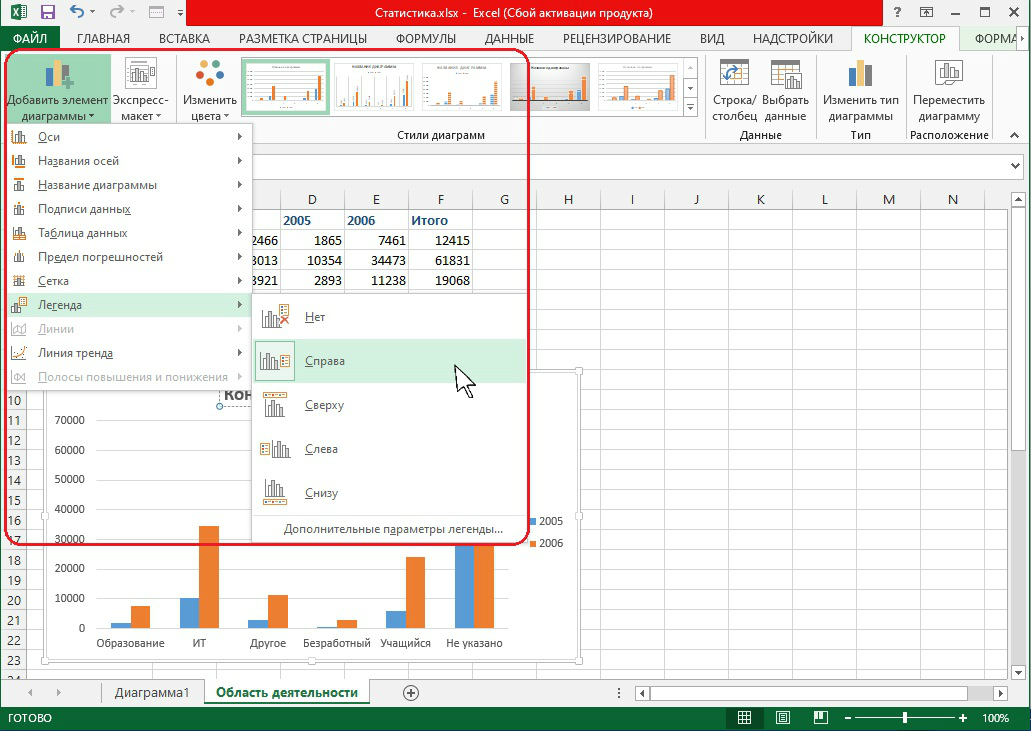 Статистика.xlsx - Excel (Сбой активации продукта)
ФАЙЛ ГЛАВНАЯ ВСТАВКА РАЗМЕТКА СТРАНИЦЫ ФОРМУЛЫ ДАННЫЕ РЕЦЕНЗИРОВАНИЕ ВИД НАДСТРОЙКИ КОНСТРУКТОР ФОРМА
Добавить элемент диаграммы
Экспресс-макет
Изменить цвета
Стили диаграмм
Строка/столбец
Выбрать данные
Данные
Изменить тип диаграммы
Тип
Переместить диаграмму
Расположение
Оси
Названия осей
Название диаграммы
Подписи данных
Таблица данных
Предел погрешностей
Сетка
Легенда
Линии
Линия тренда
Полосы повышения и понижения
Нет
Справа
Сверху
Слева
Снизу
Дополнительные параметры легенды...
D E F G H I J K L M N
2005 2006 Итого
2466 1865 7461 12415
3013 10354 34473 61831
3921 2893 11238 19068
10
11
12
13
14
15
16
17
18
19
20
21
22
23
Кон
70000
60000
50000
40000
30000
20000
10000
0
Образование ИТ Другое Безработный Учащийся Не указано
2005
2006
Диаграмма1 Область деятельности
ГОТОВО 100%